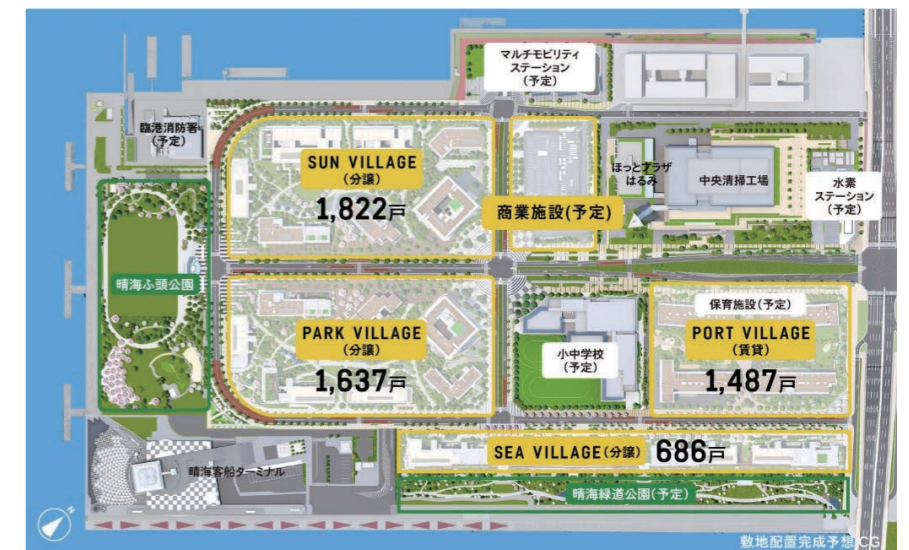 マルチモビリティ
ステーション
(予定)
臨港消防署
(予定)
SUN VILLAGE
(分譲)
1,822戸
商業施設(予定)
ほっとプラザ
はるみ
中央清掃工場
水素
ステーション
(予定)
晴海ふ頭公園
PARK VILLAGE
(分譲)
1,637戸
小中学校
(予定)
保育施設(予定)
PORT VILLAGE
(賃貸)
1,487戸
SEA VILLAGE(分譲) 686戸
晴海客船ターミナル
晴海緑道公園(予定)
敷地配置完成予想CG